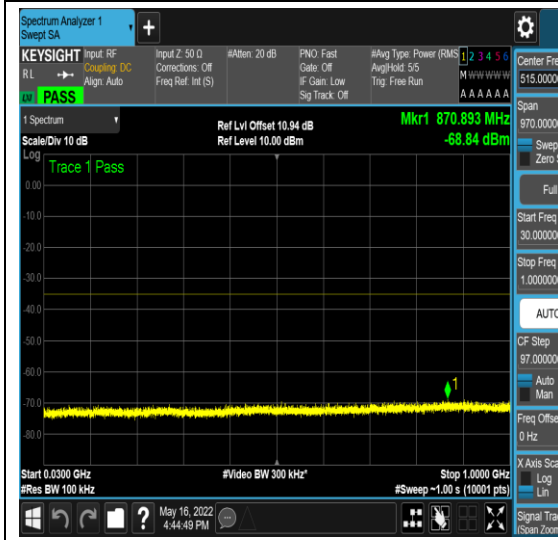 Spectrum Analyzer 1
Swept SA
KEYSIGHT
RL
PASS
Input: RF
Coupling: DC
Align: Auto
Input Z: 50 Ω
Corrections: Off
Freq Ref: Int (S)
#Atten: 20 dB
PNO: Fast
Gate: Off
IF Gain: Low
Sig Track: Off
#Avg Type: Power (RMS
Avg|Hold: 5/5
Trig: Free Run
1 2 3 4 5 6
M W W W W W
A A A A A A
1 Spectrum
Scale/Div 10 dB
Ref Lvl Offset 10.94 dB
Ref Level 10.00 dBm
Mkr1 870.893 MHz
-68.84 dBm
Log
Trace 1 Pass
0.00
-10.0
-20.0
-30.0
-40.0
-50.0
-60.0
-70.0
-80.0
1
Start 0.0300 GHz
#Res BW 100 kHz
#Video BW 300 kHz*
Stop 1.0000 GHz
#Sweep ~1.00 s (10001 pts)
?
May 16, 2022
4:44:49 PM
Center Fre
515.00000
Span
970.00000
Swep
Zero S
Full
Start Freq
30.000000
Stop Freq
1.000000
AUTO
CF Step
97.000000
Auto
Man
Freq Offse
0 Hz
X Axis Sca
Log
Lin
Signal Trac
(Span Zoom